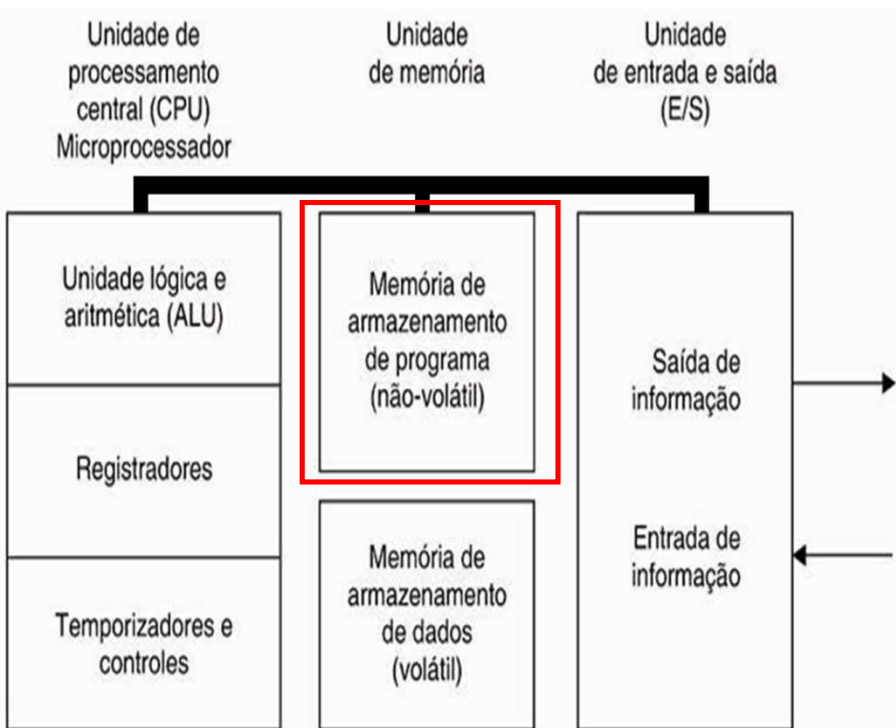 Unidade de
processamento
central (CPU)
Microprocessador
Unidade
de memória
Unidade
de entrada e saída
(E/S)
Unidade lógica e
aritmética (ALU)
Registradores
Temporizadores e
controles
Memória de
armazenamento
de programa
(não-volátil)
Memória de
armazenamento
de dados
(volátil)
Saída de
informação
Entrada de
informação